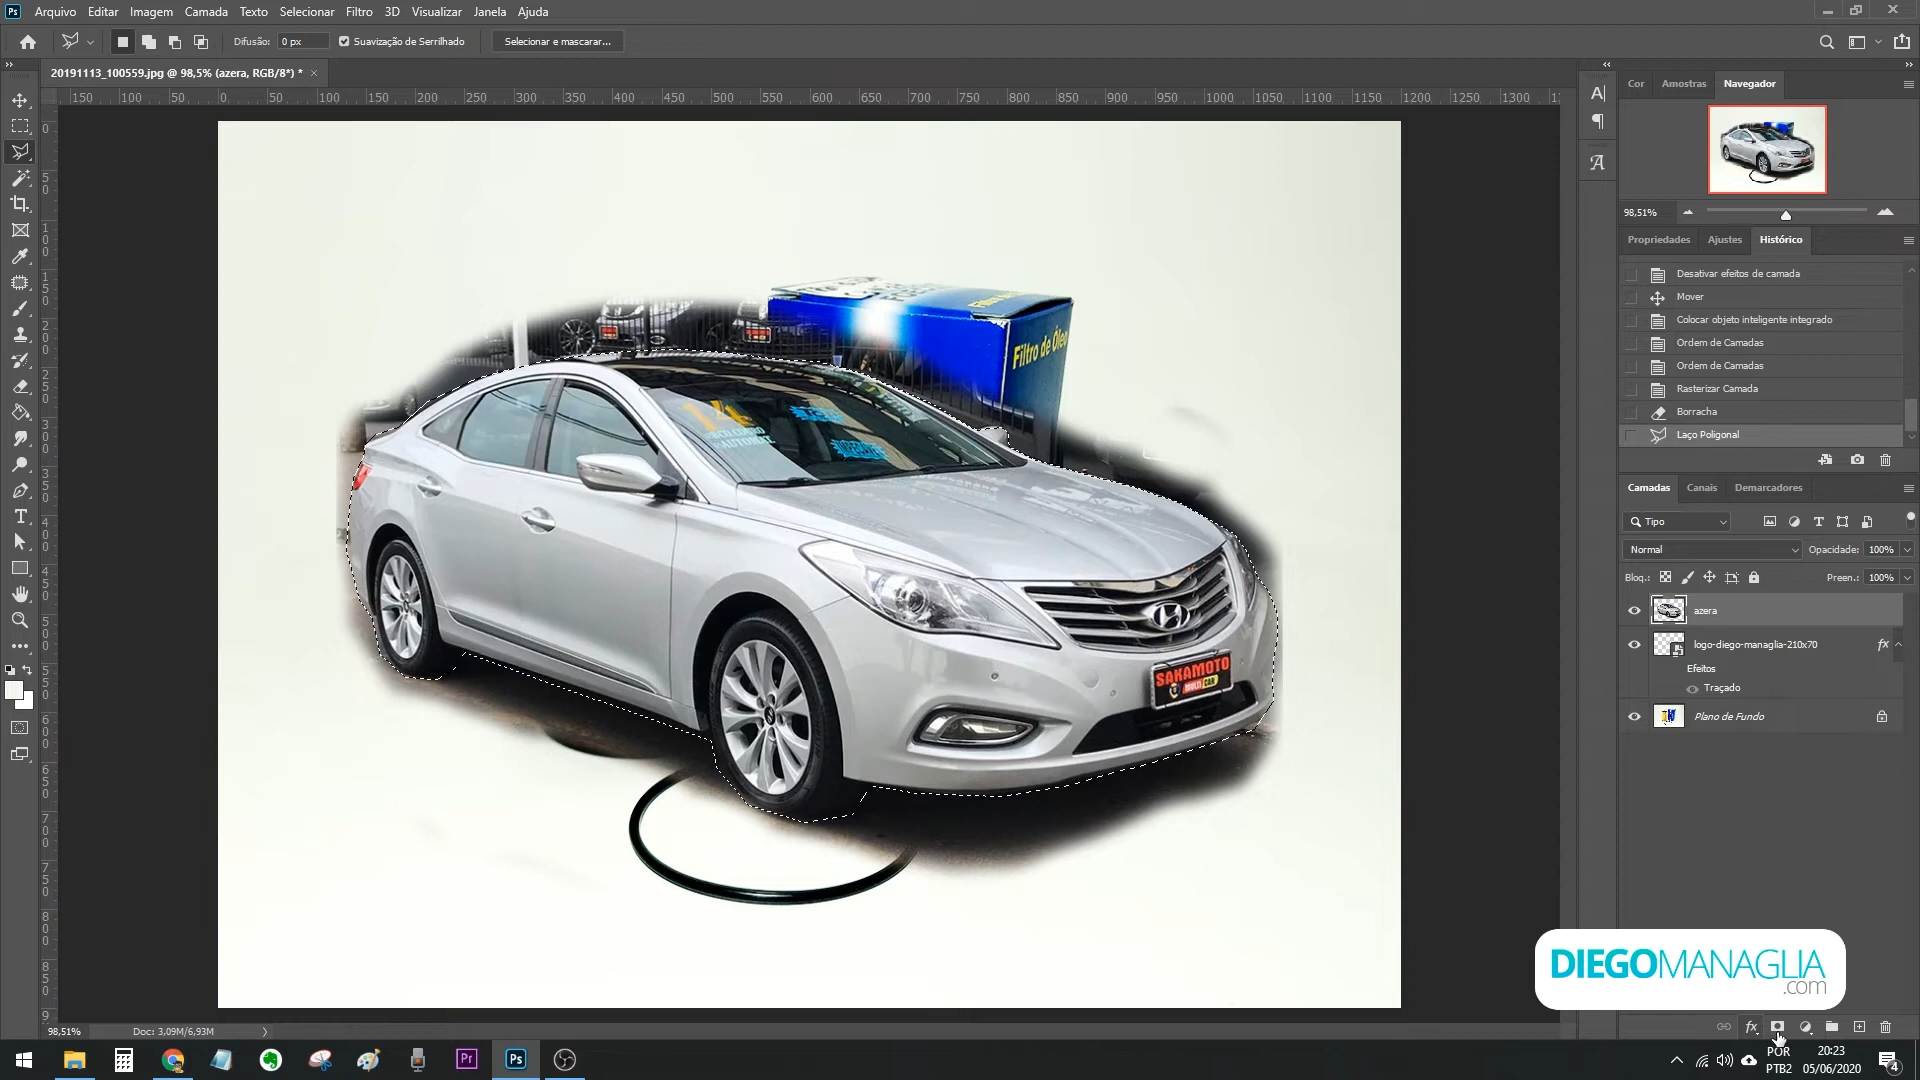 Arquivo Editar Imagem Camada Texto Selecionar Filtro 3D Visualizar Janela Ajuda
Difusão: 0 px Suavização de Serrilhado Selecionar e mascarar...
20191113_100559.jpg @ 98,5% (azera, RGB/8*) *
150 100 50 0 50 100 150 200 250 300 350 400 450 500 550 600 650 700 750 800 850 900 950 1000 1050 1100 1150 1200 1250 1300
Cor Amostras Navegador
98,51%
Propriedades Ajustes Histórico
Desativar efeitos de camada
Mover
Colocar objeto inteligente integrado
Ordem de Camadas
Ordem de Camadas
Rasterizar Camada
Borracha
Laço Poligonal
Camadas Canais Demarcadores
Tipo
Normal Opacidade: 100%
Bloq.: Preen.: 100%
azera
logo-diego-managlia-210x70 fx
Efeitos
Traçado
Plano de Fundo
Filtro de Óleo
14
SAKAMOTO
MULTI CAR
DIEGOMANAGLIA
.com
98,51% Doc: 3,09M/6,93M
POR
PTB2
20:23
05/06/2020
4